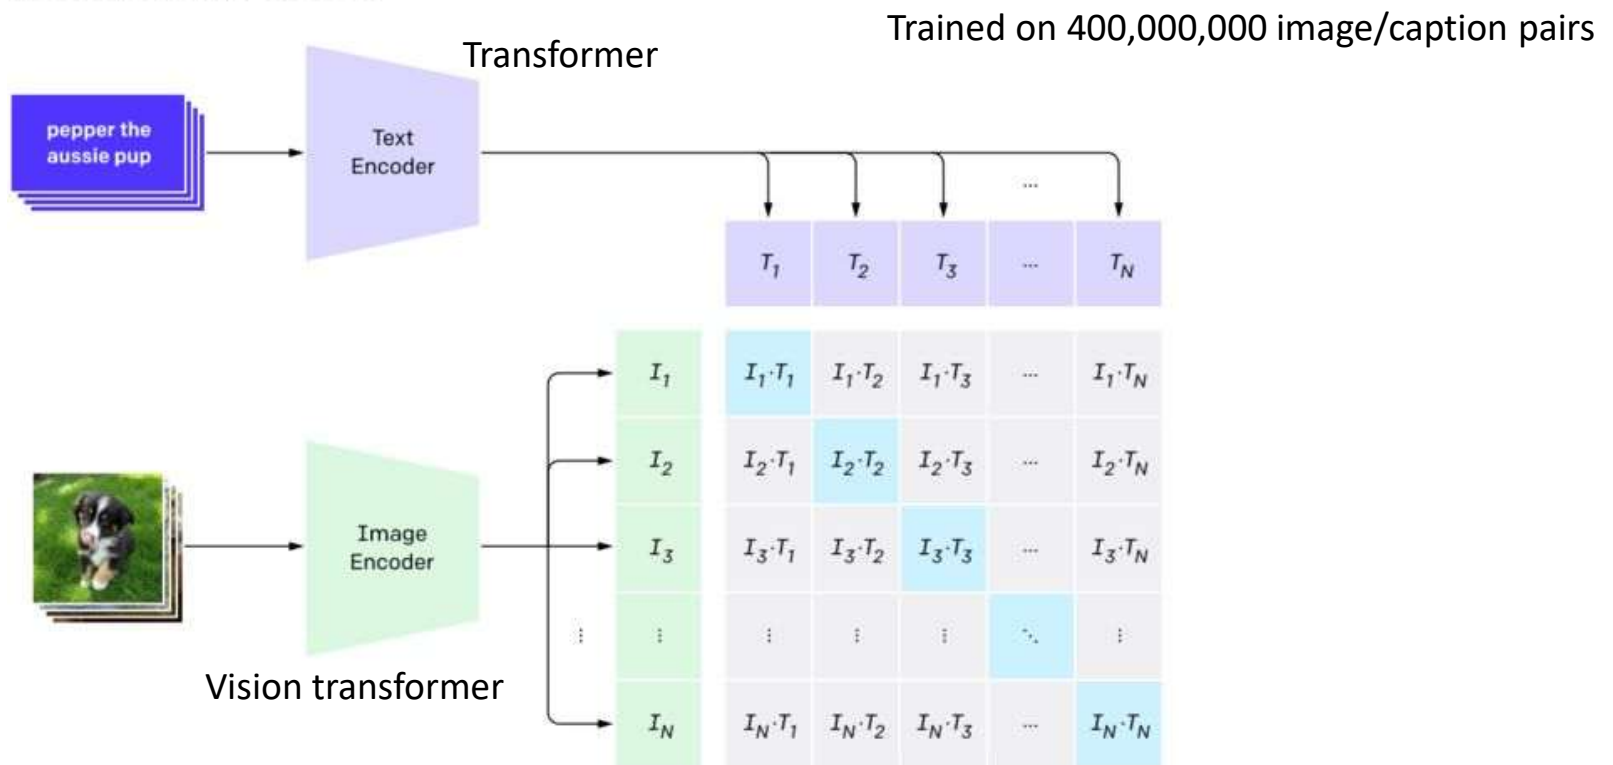 Trained on 400,000,000 image/caption pairs
Transformer
pepper the
aussie pup
Text
Encoder
...
T1 T2 T3 ... TN
I1 I1·T1 I1·T2 I1·T3 ... I1·TN
I2 I2·T1 I2·T2 I2·T3 ... I2·TN
Image
Encoder
I3 I3·T1 I3·T2 I3·T3 ... I3·TN
⋮ ⋮ ⋮ ⋮ ⋮ ⋱ ⋮
Vision transformer
IN IN·T1 IN·T2 IN·T3 ... IN·TN